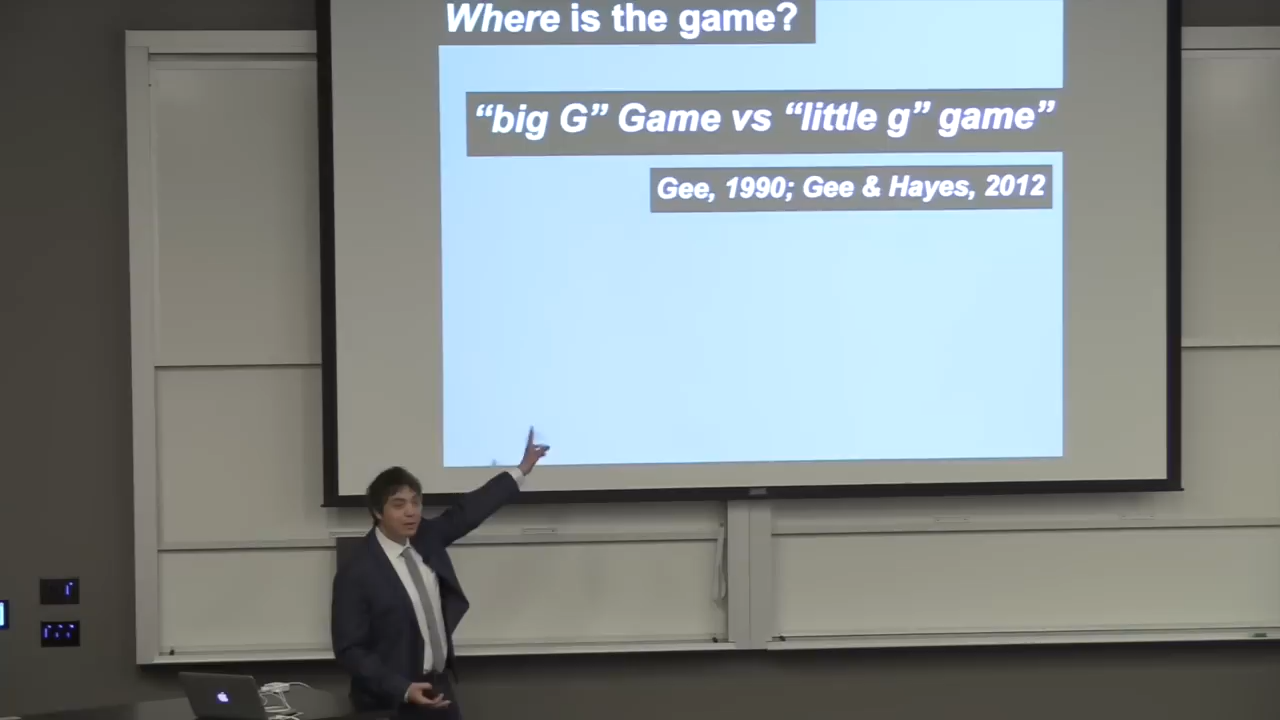 Where is the game?
“big G” Game vs “little g” game”
Gee, 1990; Gee & Hayes, 2012